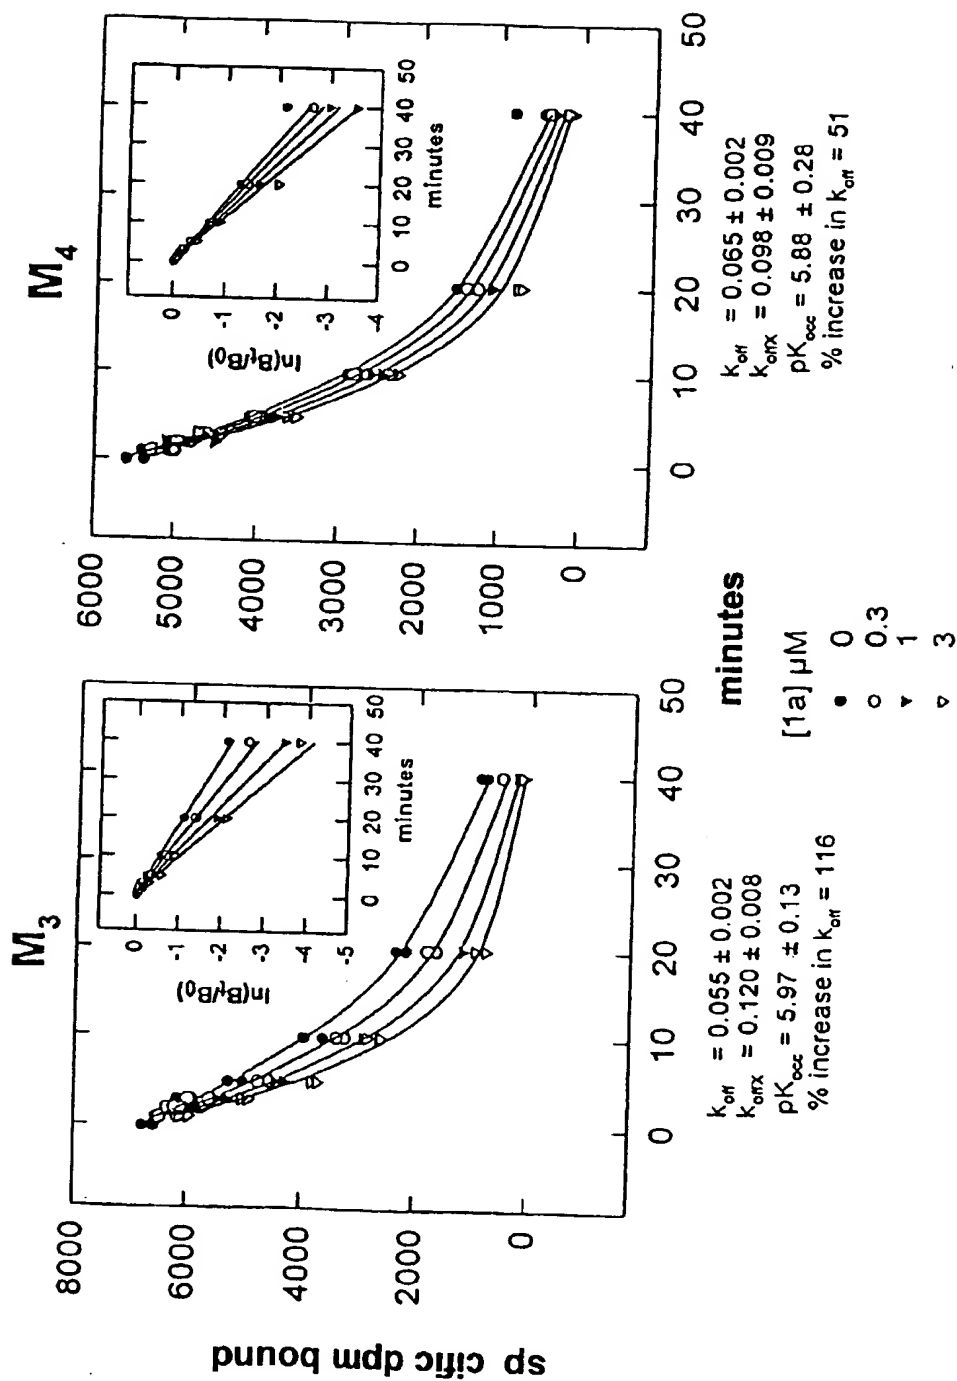 M3
sp cific dpm bound
8000
6000
4000
2000
0
0 10 20 30 40 50
ln(Bt/B0)
0
-1
-2
-3
-4
-5
0 10 20 30 40 50
minutes
koff = 0.055 ± 0.002
koffX = 0.120 ± 0.008
pKocc = 5.97 ± 0.13
% increase in koff = 116
M4
6000
5000
4000
3000
2000
1000
0
0 10 20 30 40 50
ln(Bt/B0)
0
-1
-2
-3
-4
0 10 20 30 40 50
minutes
koff = 0.065 ± 0.002
koffX = 0.098 ± 0.009
pKocc = 5.88 ± 0.28
% increase in koff = 51
minutes
[1a] µM
● 0
○ 0.3
▼ 1
▽ 3